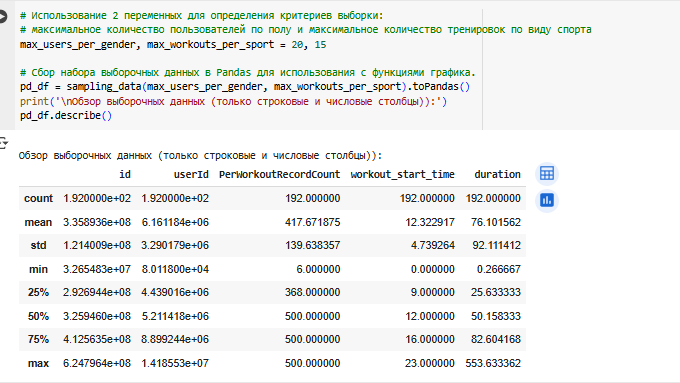 # Использование 2 переменных для определения критериев выборки:
# максимальное количество пользователей по полу и максимальное количество тренировок по виду спорта
max_users_per_gender, max_workouts_per_sport = 20, 15
# Сбор набора выборочных данных в Pandas для использования с функциями графика.
pd_df = sampling_data(max_users_per_gender, max_workouts_per_sport).toPandas()
print('\nОбзор выборочных данных (только строковые и числовые столбцы)):')
pd_df.describe()
Обзор выборочных данных (только строковые и числовые столбцы)):
id userId PerWorkoutRecordCount workout_start_time duration
count 1.920000e+02 1.920000e+02 192.000000 192.000000 192.000000
mean 3.358936e+08 6.161184e+06 417.671875 12.322917 76.101562
std 1.214009e+08 3.290179e+06 139.638357 4.739264 92.111412
min 3.265483e+07 8.011800e+04 6.000000 0.000000 0.266667
25% 2.926944e+08 4.439016e+06 368.000000 9.000000 25.633333
50% 3.259460e+08 5.211418e+06 500.000000 12.000000 50.158333
75% 4.125635e+08 8.899244e+06 500.000000 16.000000 82.604168
max 6.247964e+08 1.418553e+07 500.000000 23.000000 553.633362